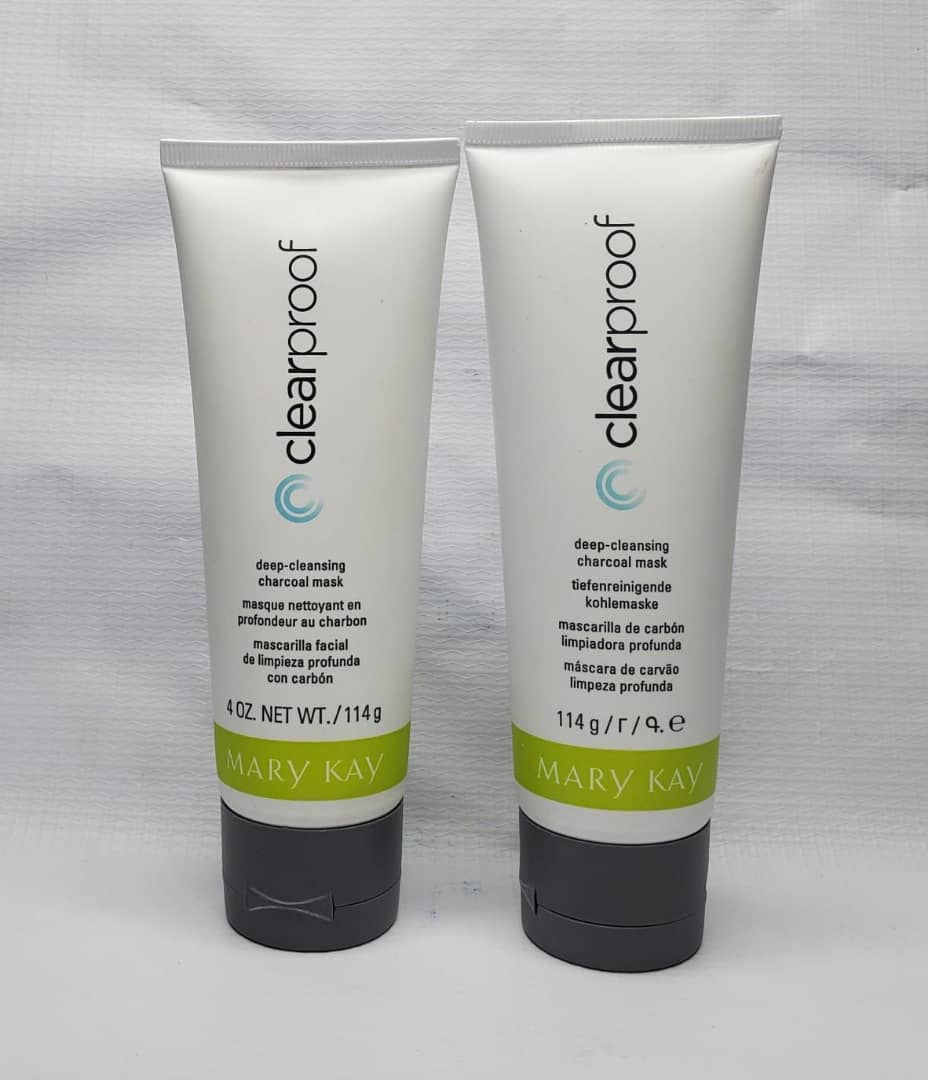 clearproof
deep-cleansing
charcoal mask
masque nettoyant en
profondeur au charbon
mascarilla facial
de limpieza profunda
con carbón
4 OZ. NET WT./114 g
MARY KAY
clearproof
deep-cleansing
charcoal mask
tiefenreinigende
kohlemaske
mascarilla de carbón
limpiadora profunda
máscara de carvão
limpeza profunda
114 g/г/գ. ℮
MARY KAY